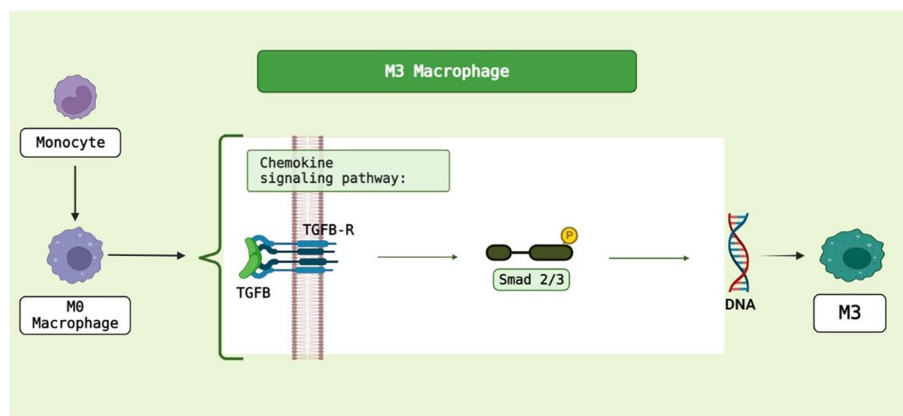 M3 Macrophage
Monocyte
M0
Macrophage
Chemokine
signaling pathway:
TGFB-R
TGFB
P
Smad 2/3
DNA
M3